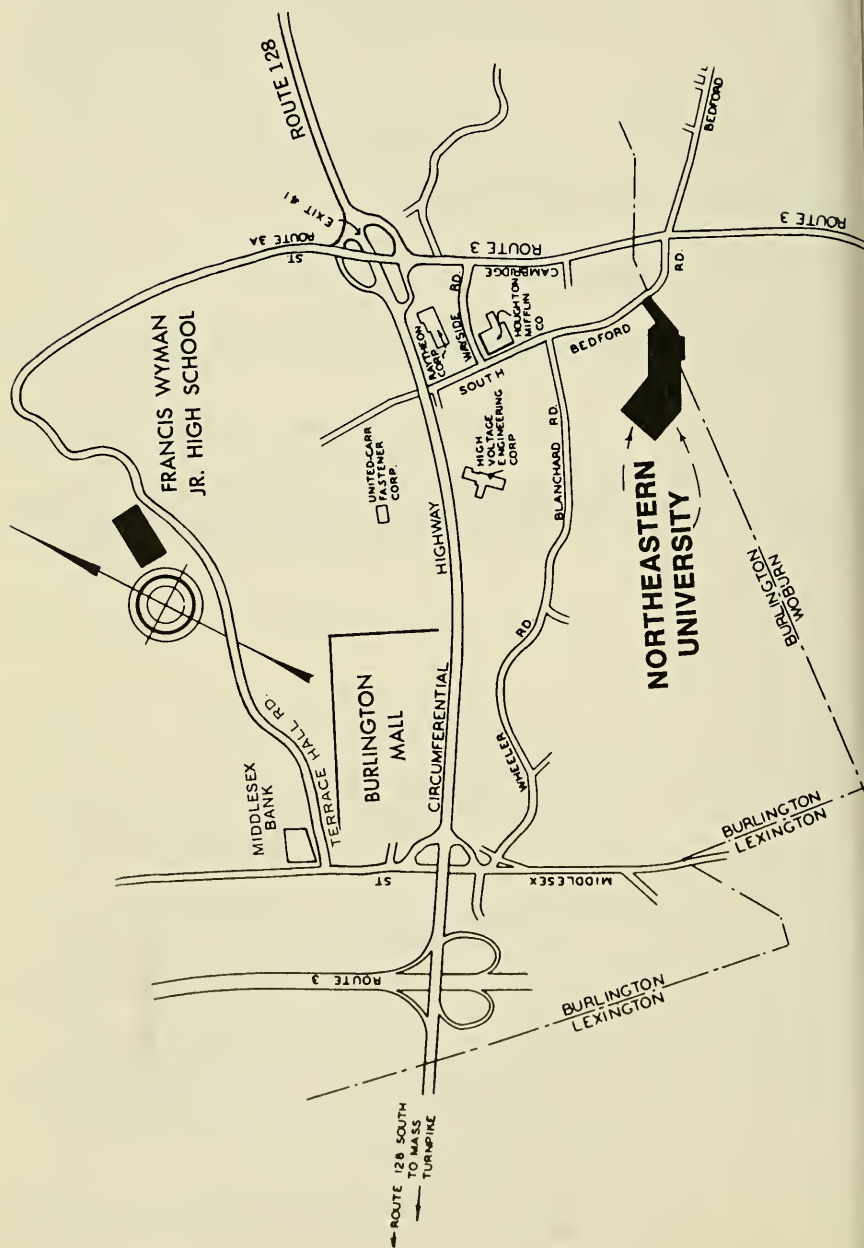 ROUTE 128
EXIT 41
ROUTE 3A
ST.
FRANCIS WYMAN
JR. HIGH SCHOOL
ROUTE 3
CAMBRIDGE
WAYSIDE RD.
RAYTHEON
CORP.
HOUGHTON
MIFFLIN
CO
SOUTH
BEDFORD
RD.
BEDFORD
ROUTE 3
UNITED-CARR
FASTENER
CORP.
HIGH
VOLTAGE
ENGINEERING
CORP
BLANCHARD RD.
HIGHWAY
CIRCUMFERENTIAL
BURLINGTON
MALL
TERRACE HALL RD.
MIDDLESEX
BANK
WHEELER RD
NORTHEASTERN
UNIVERSITY
BURLINGTON
WOBURN
ST
MIDDLESEX
BURLINGTON
LEXINGTON
ROUTE 3
BURLINGTON
LEXINGTON
ROUTE 128 SOUTH
TO MASS
TURNPIKE